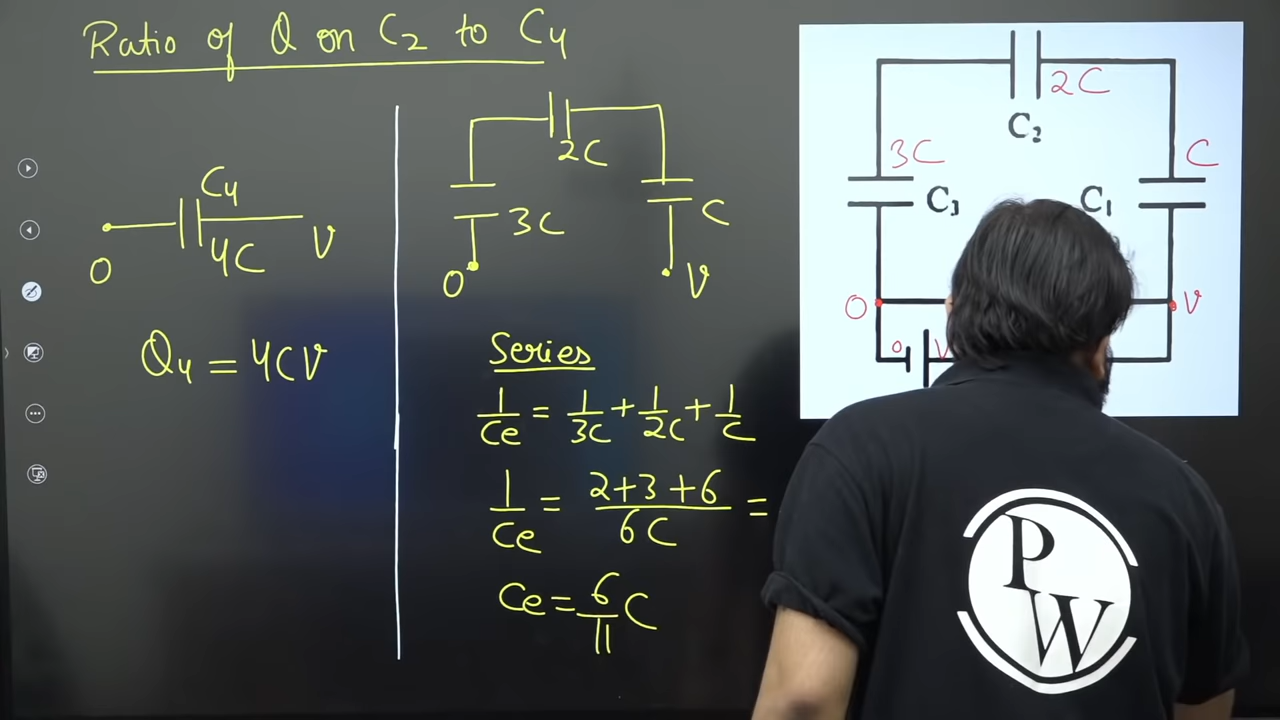 Ratio of Q on C2 to C4
C4
4C
0
V
Q4 = 4CV
2C
3C
C
0
V
Series
1/Ce = 1/3C + 1/2C + 1/C
1/Ce = 2+3+6/6C =
Ce = 6/11 C
2C
C2
3C
C3
C
C1
0
V
0
V
PW